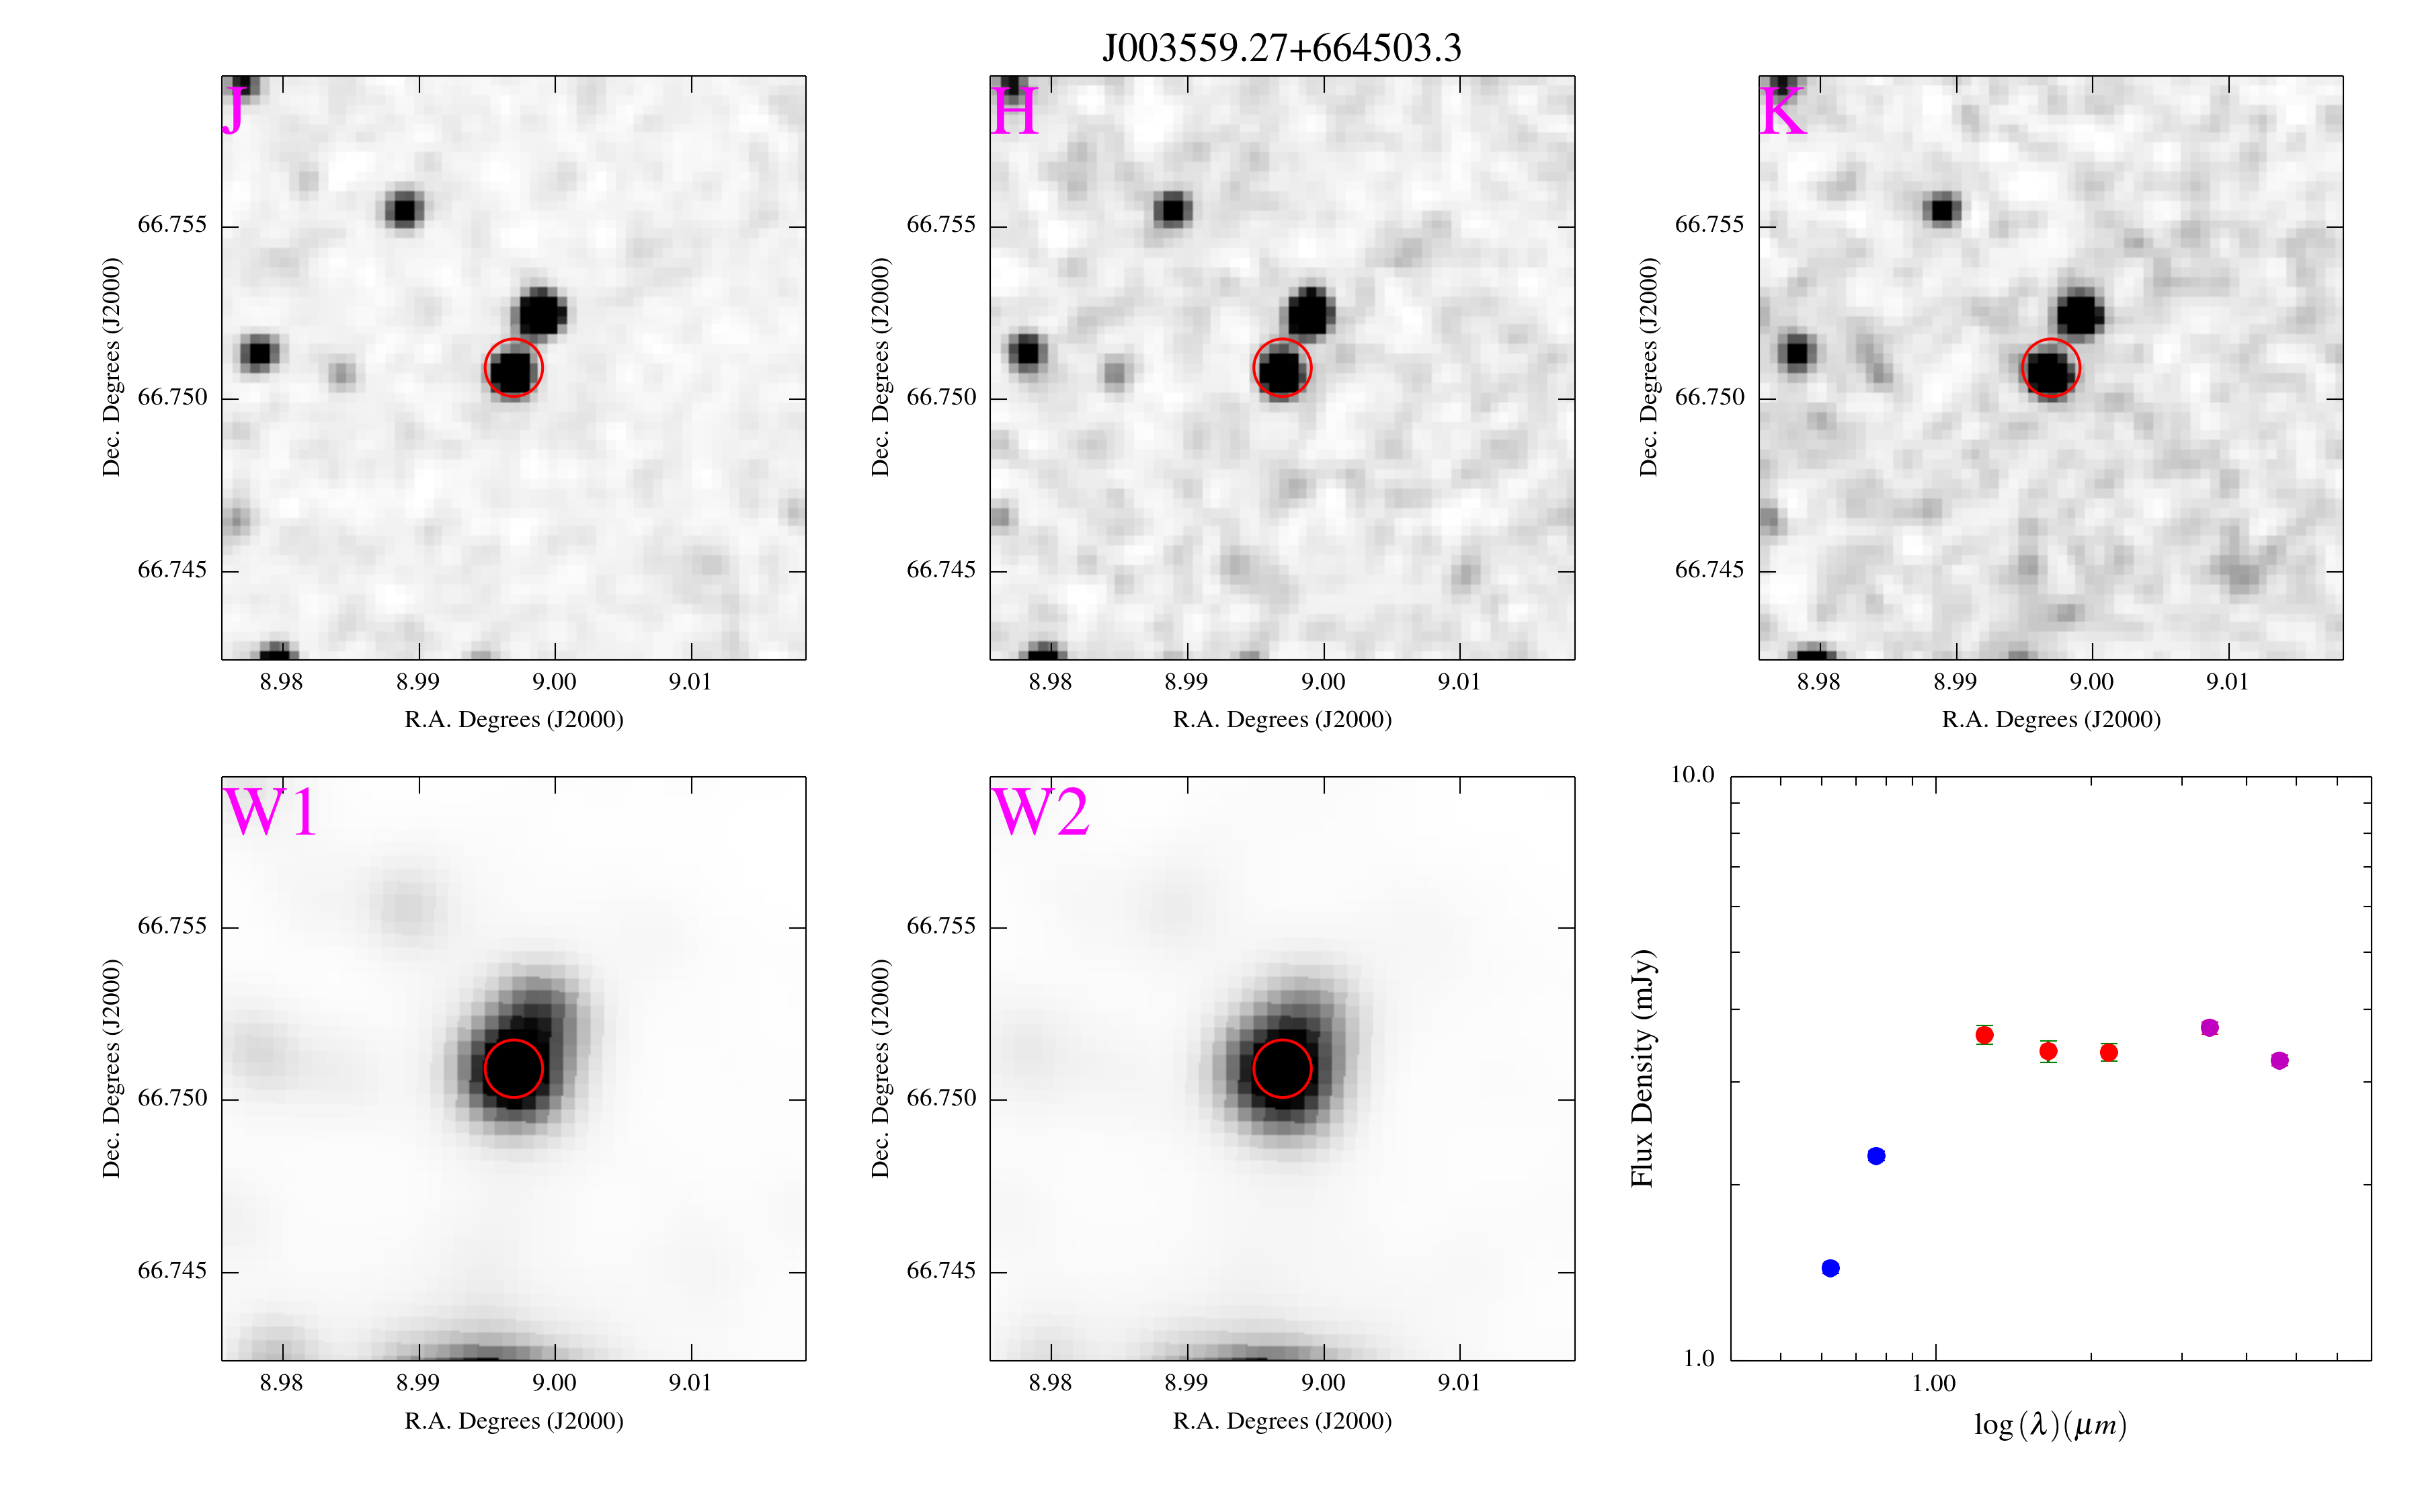 J003559.27+664503.3
J
H
K
66.755
66.750
66.745
Dec. Degrees (J2000)
8.98 8.99 9.00 9.01
R.A. Degrees (J2000)
66.755
66.750
66.745
Dec. Degrees (J2000)
8.98 8.99 9.00 9.01
R.A. Degrees (J2000)
66.755
66.750
66.745
Dec. Degrees (J2000)
8.98 8.99 9.00 9.01
R.A. Degrees (J2000)
W1
66.755
66.750
66.745
Dec. Degrees (J2000)
8.98 8.99 9.00 9.01
R.A. Degrees (J2000)
W2
66.755
66.750
66.745
Dec. Degrees (J2000)
8.98 8.99 9.00 9.01
R.A. Degrees (J2000)
10.0
1.0
Flux Density (mJy)
1.00
log(λ)(μm)